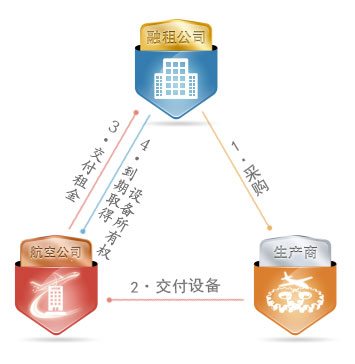 融租公司
1·采购
3·交付租金
4·到期取得
设备所有权
航空公司
生产商
2·交付设备